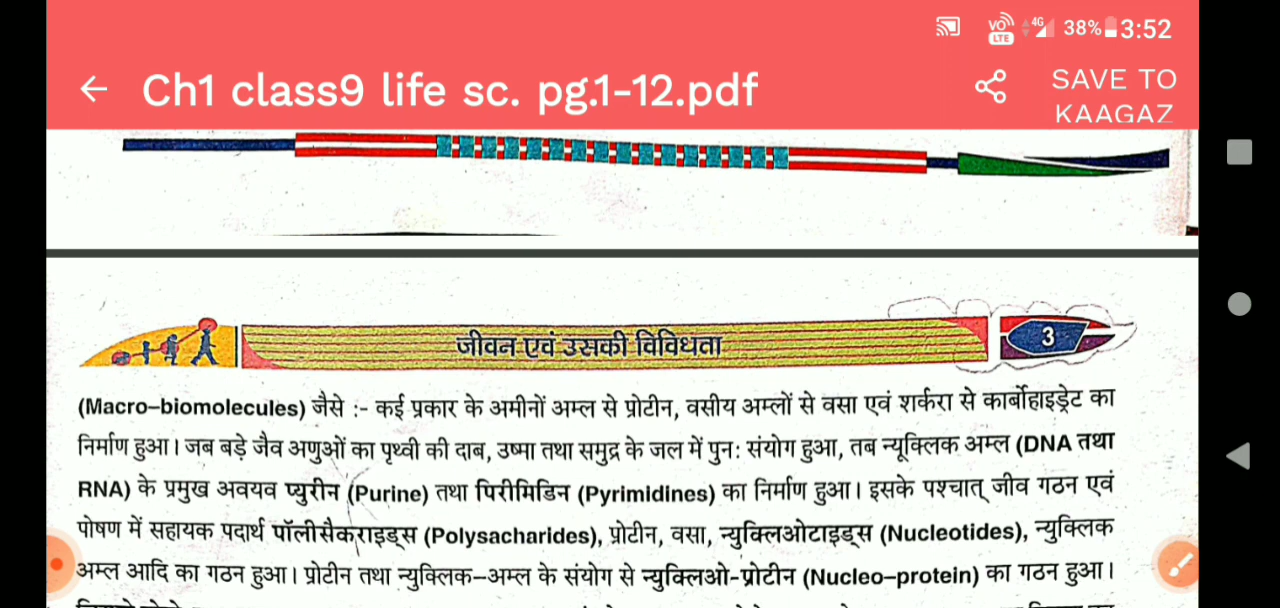 VO LTE 4G 38% 3:52
Ch1 class9 life sc. pg.1-12.pdf
SAVE TO
KAAGAZ
जीवन एवं उसकी विविधता
3
(Macro–biomolecules) जैसे :- कई प्रकार के अमीनों अम्ल से प्रोटीन, वसीय अम्लों से वसा एवं शर्करा से कार्बोहाइड्रेट का
निर्माण हुआ। जब बड़े जैव अणुओं का पृथ्वी की दाब, उष्मा तथा समुद्र के जल में पुन: संयोग हुआ, तब न्यूक्लिक अम्ल (DNA तथा
RNA) के प्रमुख अवयव प्युरीन (Purine) तथा पिरीमिडिन (Pyrimidines) का निर्माण हुआ। इसके पश्चात् जीव गठन एवं
पोषण में सहायक पदार्थ पॉलीसैकराइड्स (Polysacharides), प्रोटीन, वसा, न्युक्लिओटाइड्स (Nucleotides), न्युक्लिक
अम्ल आदि का गठन हुआ। प्रोटीन तथा न्युक्लिक–अम्ल के संयोग से न्युक्लिओ-प्रोटीन (Nucleo–protein) का गठन हुआ।